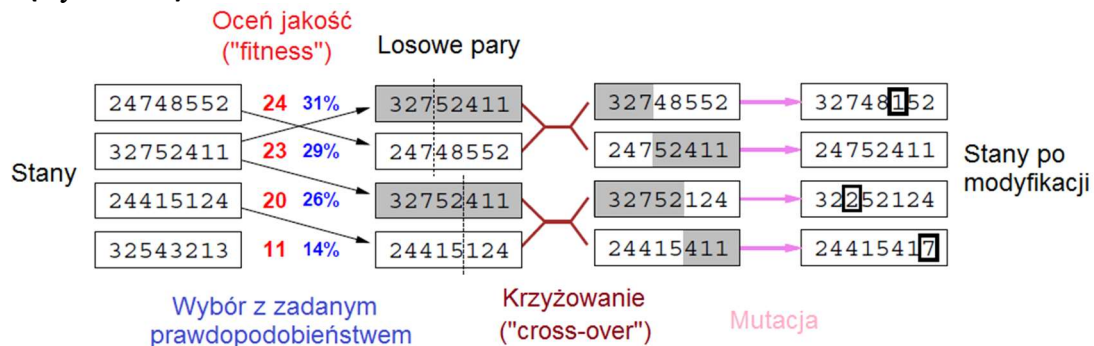 Oceń jakość
("fitness")
Losowe pary
Stany
24748552 24 31% 32752411 32748552 32748152
32752411 23 29% 24748552 24752411 24752411
24415124 20 26% 32752411 32752124 32252124
32543213 11 14% 24415124 24415411 24415417
Stany po
modyfikacji
Wybór z zadanym
prawdopodobieństwem
Krzyżowanie
("cross-over")
Mutacja